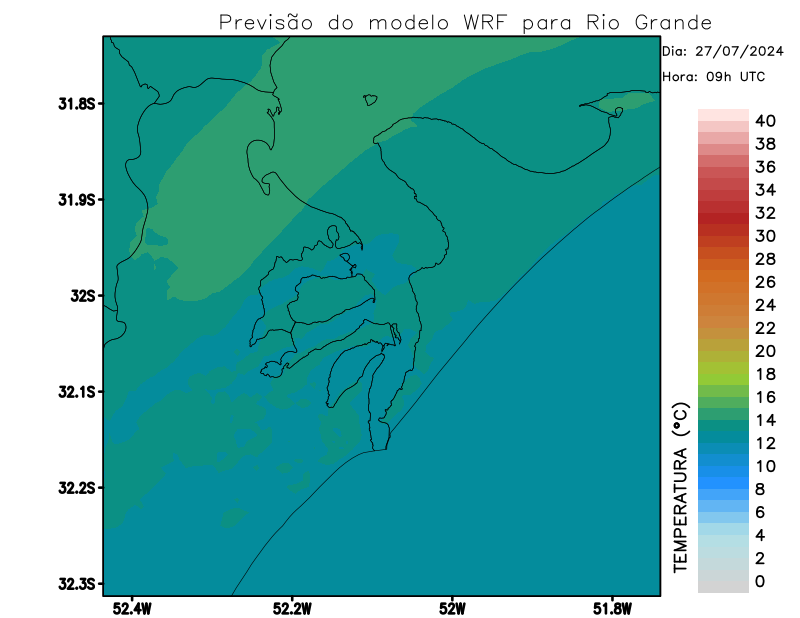 Previsão do modelo WRF para Rio Grande
Dia: 27/07/2024
Hora: 09h UTC
31.8S
31.9S
32S
32.1S
32.2S
32.3S
52.4W
52.2W
52W
51.8W
TEMPERATURA (°C)
40
38
36
34
32
30
28
26
24
22
20
18
16
14
12
10
8
6
4
2
0